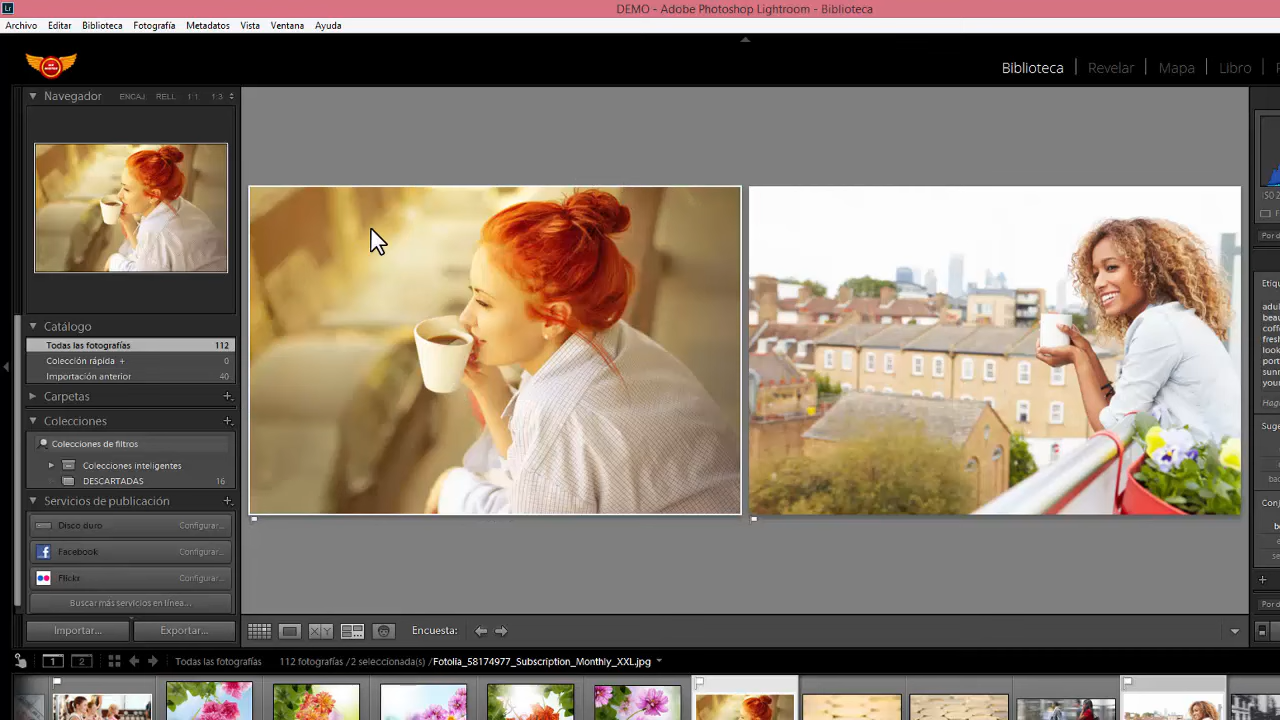 DEMO - Adobe Photoshop Lightroom - Biblioteca
Archivo Editar Biblioteca Fotografía Metadatos Vista Ventana Ayuda
Biblioteca Revelar Mapa Libro
Navegador ENCAJ RELL. 1:1 1:3
Catálogo
Todas las fotografías 112
Colección rápida + 0
Importación anterior 40
Carpetas
Colecciones
Colecciones de filtros
Colecciones inteligentes
DESCARTADAS 16
Servicios de publicación
Disco duro Configurar...
Facebook Configurar...
Flickr Configurar...
Buscar más servicios en línea...
Importar... Exportar...
XY Encuesta:
1 2 Todas las fotografías 112 fotografías /2 seleccionada(s) /Fotolia_58174977_Subscription_Monthly_XXL.jpg